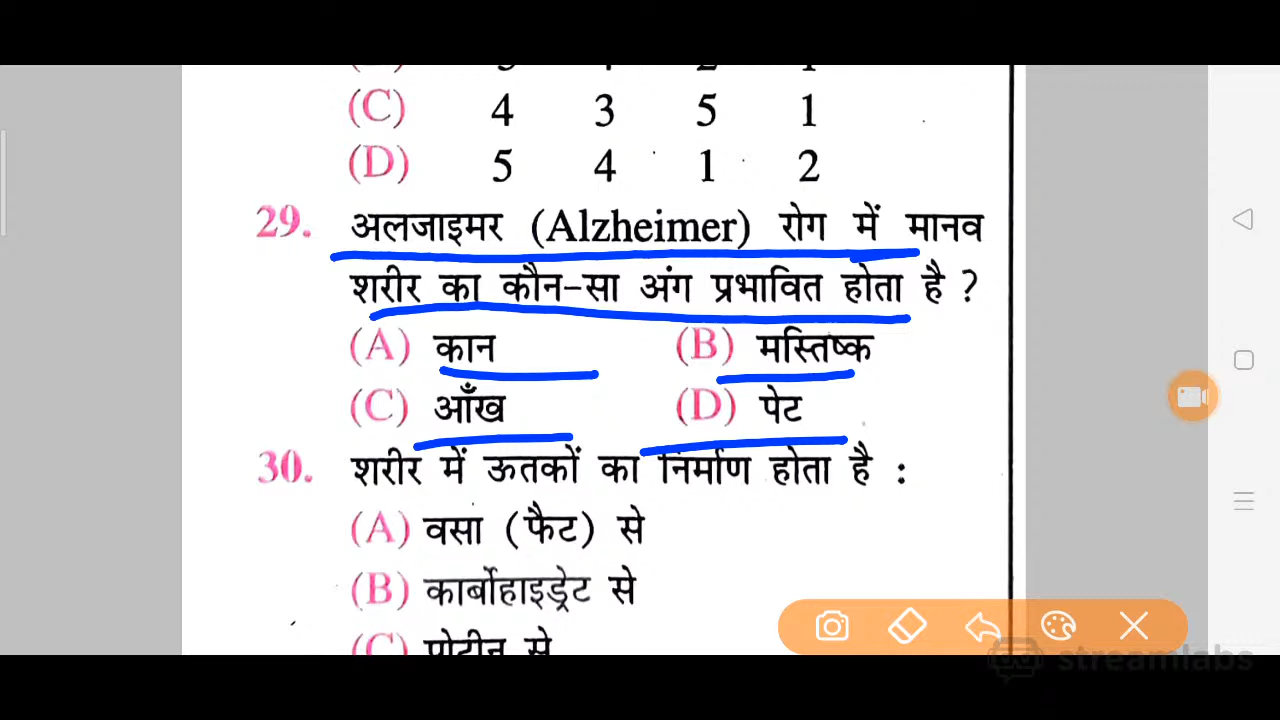 (C) 4 3 5 1
(D) 5 4 1 2
29. अलजाइमर (Alzheimer) रोग में मानव
शरीर का कौन-सा अंग प्रभावित होता है ?
(A) कान (B) मस्तिष्क
(C) आँख (D) पेट
30. शरीर में ऊतकों का निर्माण होता है :
(A) वसा (फैट) से
(B) कार्बोहाइड्रेट से
(C) प्रोटीन से
streamlabs